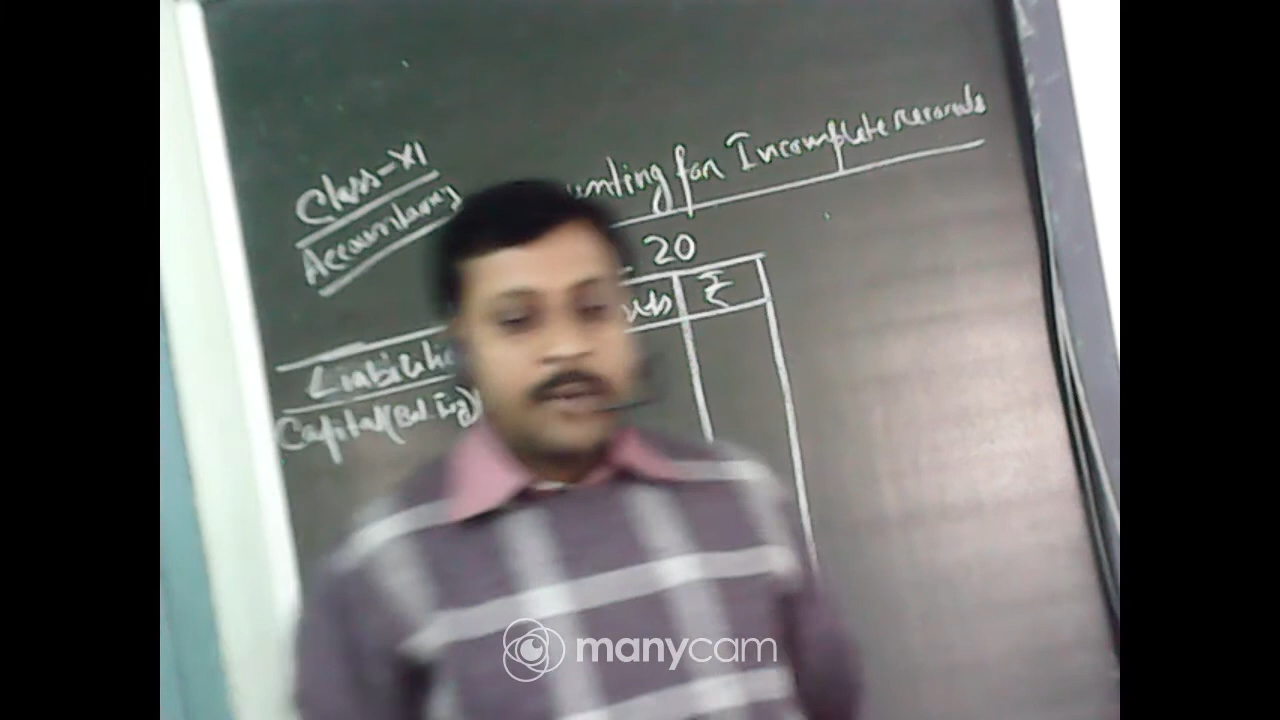 Class-XI
Accountancy
unting for Incomplete Records
20
Liabilitie
₹
Capital (Bal. Fig)
manycam